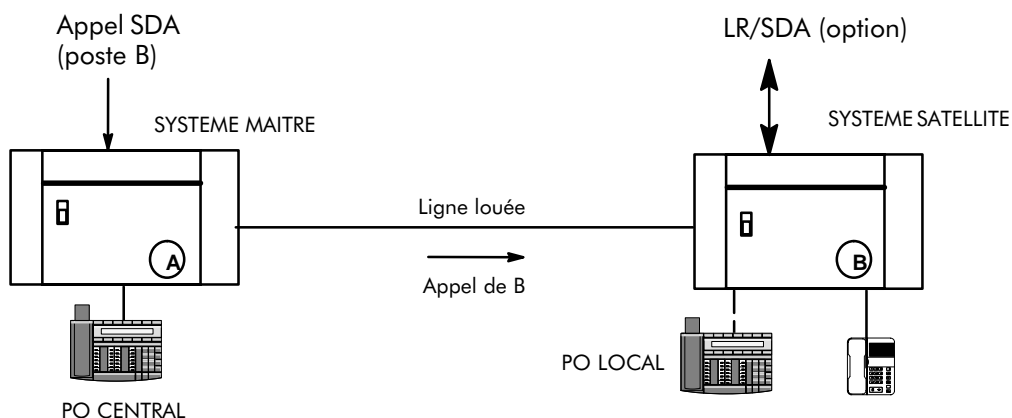 Appel SDA
(poste B)
LR/SDA (option)
SYSTEME MAITRE
SYSTEME SATELLITE
Ligne louée
A
B
Appel de B
PO LOCAL
PO CENTRAL